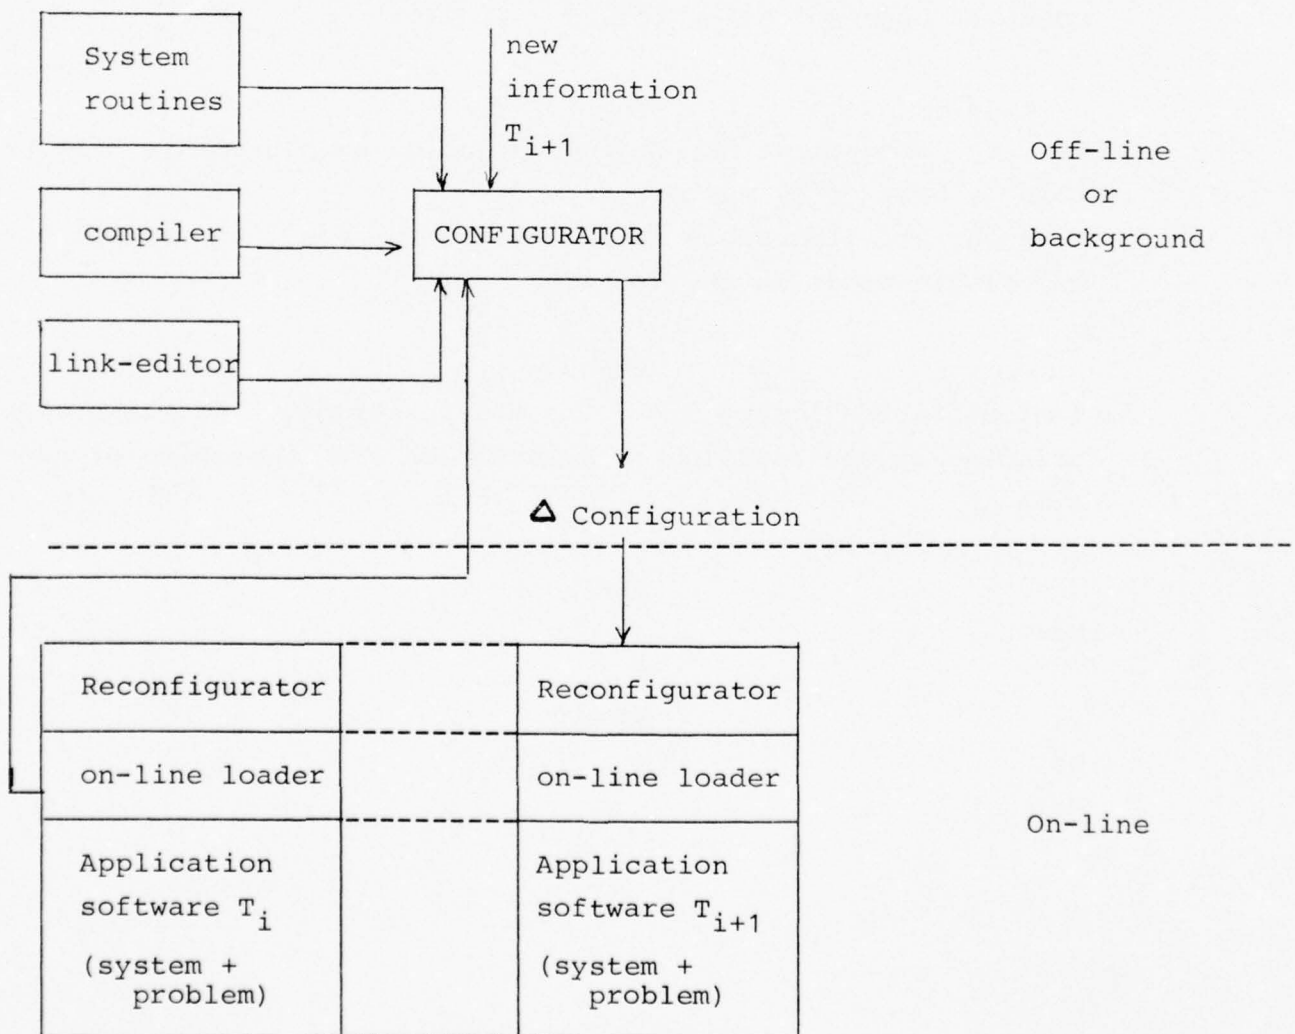 System
routines
new
information
T_{i+1}
Off-line
or
background
compiler
CONFIGURATOR
link-editor
Δ Configuration
Reconfigurator
Reconfigurator
on-line loader
on-line loader
On-line
Application
software T_i
(system +
problem)
Application
software T_{i+1}
(system +
problem)